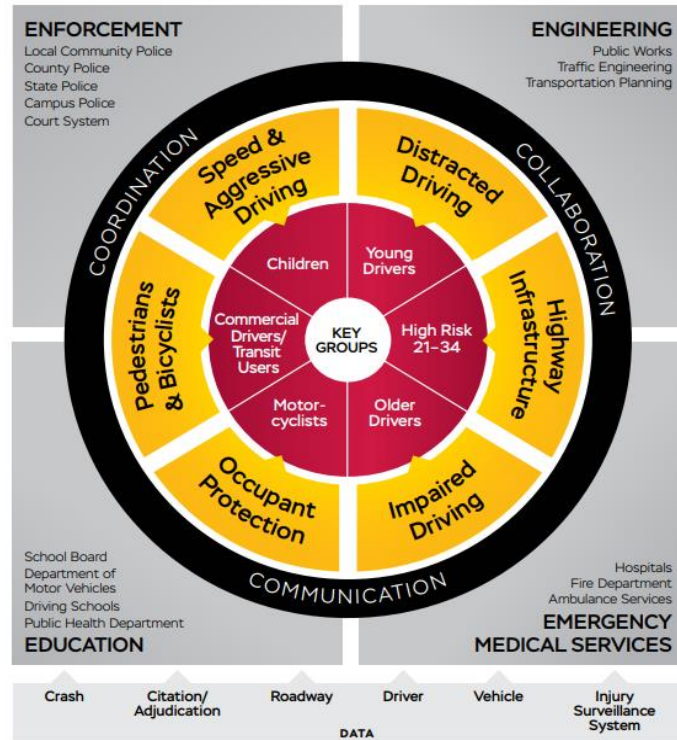 ENFORCEMENT
Local Community Police
County Police
State Police
Campus Police
Court System
ENGINEERING
Public Works
Traffic Engineering
Transportation Planning
COORDINATION
COLLABORATION
COMMUNICATION
Speed &
Aggressive
Driving
Distracted
Driving
Highway
Infrastructure
Impaired
Driving
Occupant
Protection
Pedestrians
& Bicyclists
Children
Young
Drivers
High Risk
21–34
Older
Drivers
Motor-
cyclists
Commercial
Drivers/
Transit
Users
KEY
GROUPS
School Board
Department of
Motor Vehicles
Driving Schools
Public Health Department
EDUCATION
Hospitals
Fire Department
Ambulance Services
EMERGENCY
MEDICAL SERVICES
Crash
Citation/
Adjudication
Roadway
Driver
Vehicle
Injury
Surveillance
System
DATA